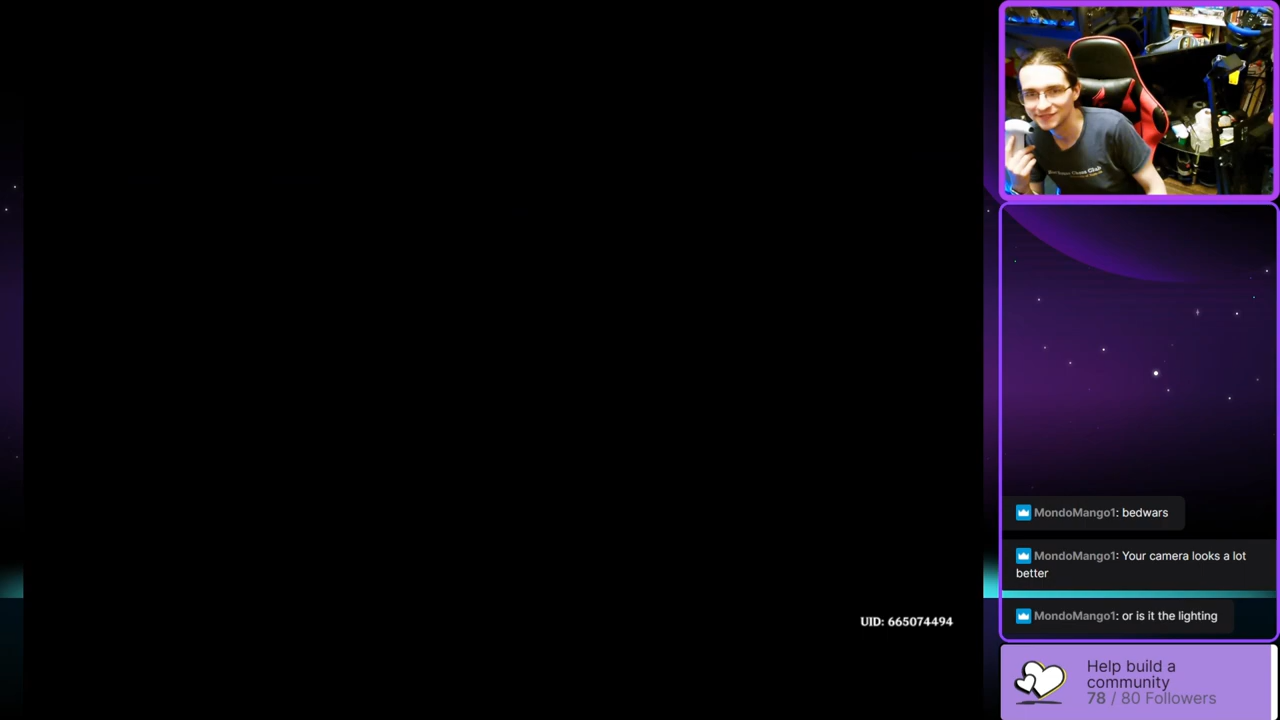 MondoMango1: bedwars
MondoMango1: Your camera looks a lot
better
MondoMango1: or is it the lighting
UID: 665074494
Help build a
community
78 / 80 Followers